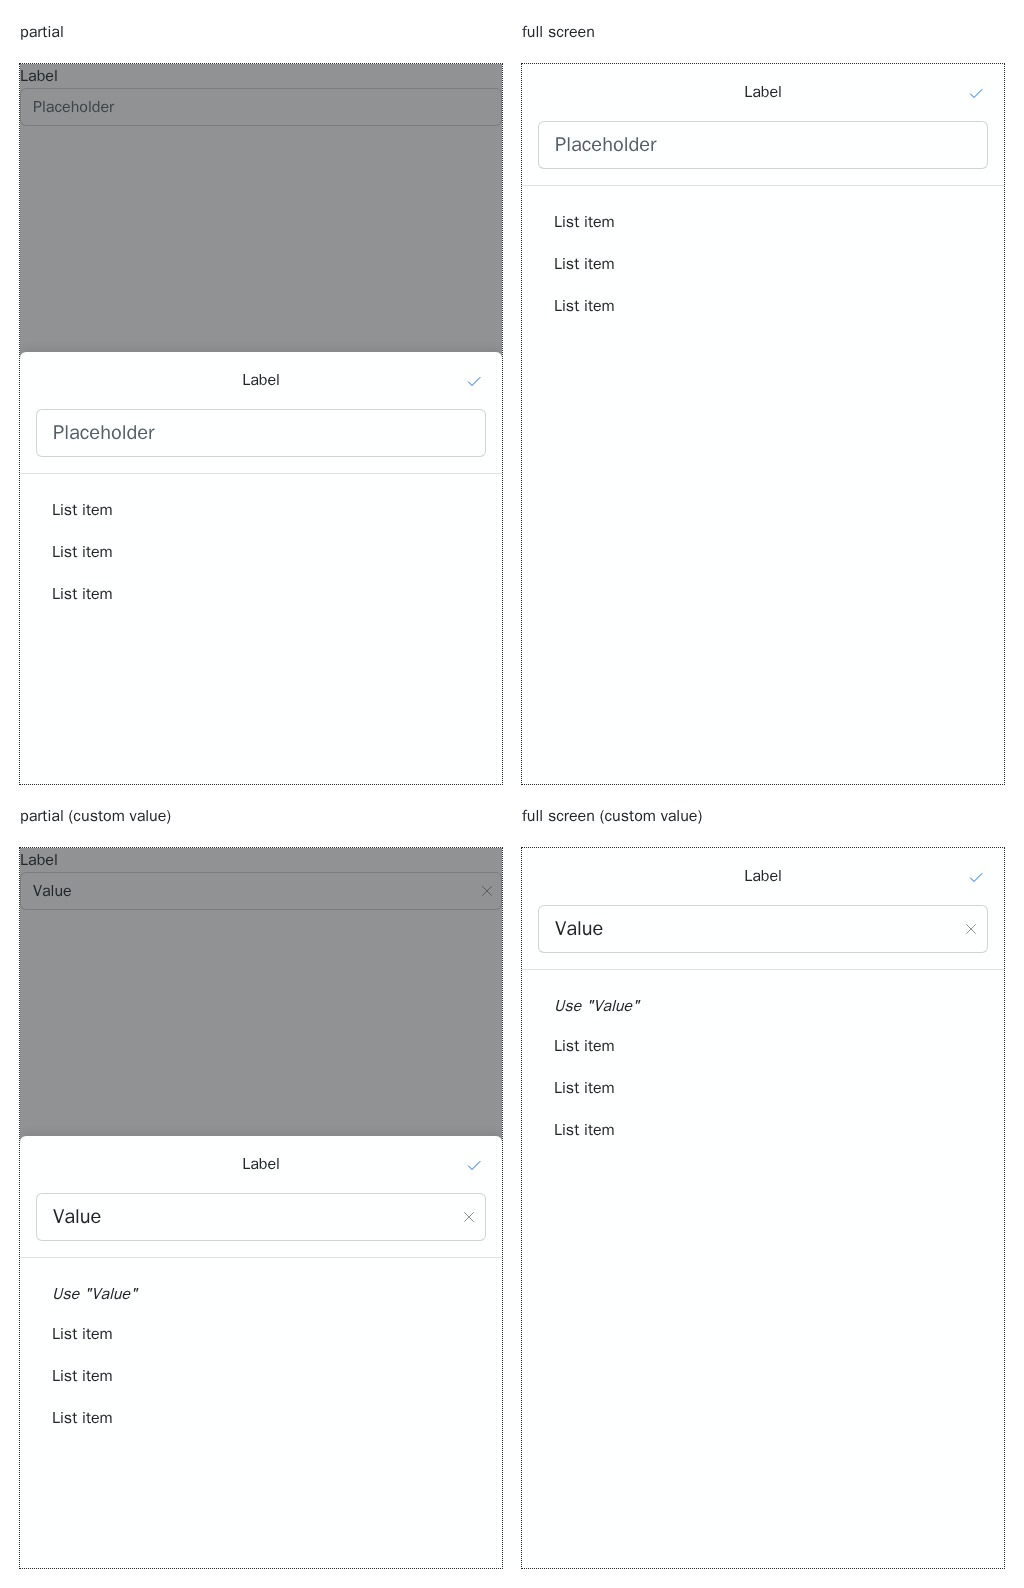 partial
Label
Placeholder
Label
Placeholder
List item
List item
List item
full screen
Label
Placeholder
List item
List item
List item
partial (custom value)
Label
Value
Label
Value
Use "Value"
List item
List item
List item
full screen (custom value)
Label
Value
Use "Value"
List item
List item
List item